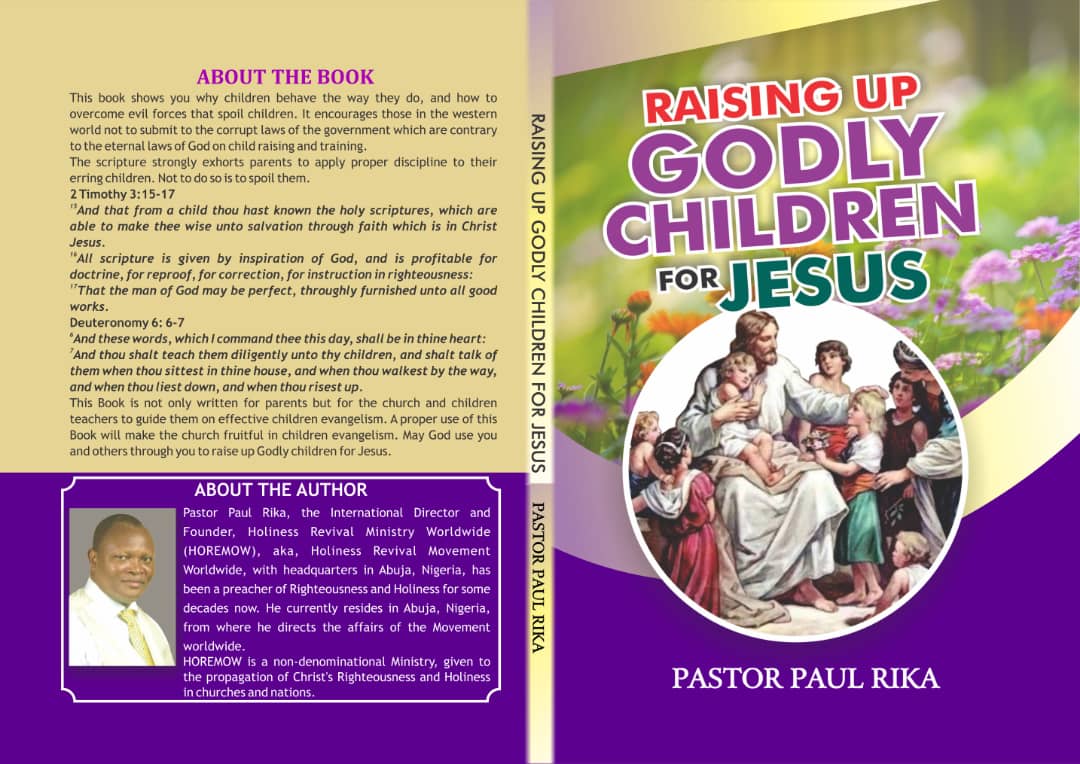 ABOUT THE BOOK
This book shows you why children behave the way they do, and how to
overcome evil forces that spoil children. It encourages those in the western
world not to submit to the corrupt laws of the government which are contrary
to the eternal laws of God on child raising and training.
The scripture strongly exhorts parents to apply proper discipline to their
erring children. Not to do so is to spoil them.
2 Timothy 3:15-17
15And that from a child thou hast known the holy scriptures, which are
able to make thee wise unto salvation through faith which is in Christ
Jesus.
16All scripture is given by inspiration of God, and is profitable for
doctrine, for reproof, for correction, for instruction in righteousness:
17That the man of God may be perfect, throughly furnished unto all good
works.
Deuteronomy 6: 6-7
6And these words, which I command thee this day, shall be in thine heart:
7And thou shalt teach them diligently unto thy children, and shalt talk of
them when thou sittest in thine house, and when thou walkest by the way,
and when thou liest down, and when thou risest up.
This Book is not only written for parents but for the church and children
teachers to guide them on effective children evangelism. A proper use of this
Book will make the church fruitful in children evangelism. May God use you
and others through you to raise up Godly children for Jesus.
ABOUT THE AUTHOR
Pastor Paul Rika, the International Director and
Founder, Holiness Revival Ministry Worldwide
(HOREMOW), aka, Holiness Revival Movement
Worldwide, with headquarters in Abuja, Nigeria, has
been a preacher of Righteousness and Holiness for some
decades now. He currently resides in Abuja, Nigeria,
from where he directs the affairs of the Movement
worldwide.
HOREMOW is a non-denominational Ministry, given to
the propagation of Christ's Righteousness and Holiness
in churches and nations.
RAISING UP GODLY CHILDREN FOR JESUS
PASTOR PAUL RIKA
RAISING UP
GODLY
CHILDREN
FOR JESUS
PASTOR PAUL RIKA